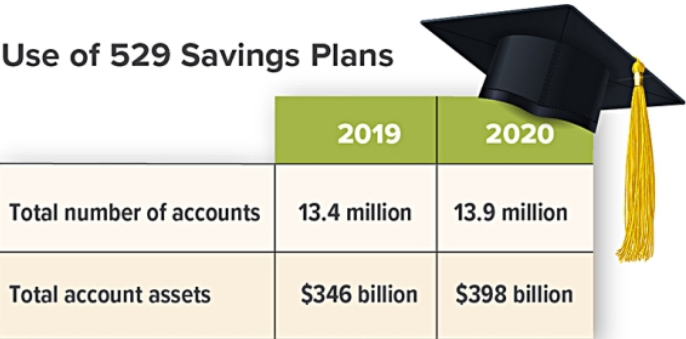 Use of 529 Savings Plans
2019 2020
Total number of accounts 13.4 million 13.9 million
Total account assets $346 billion $398 billion